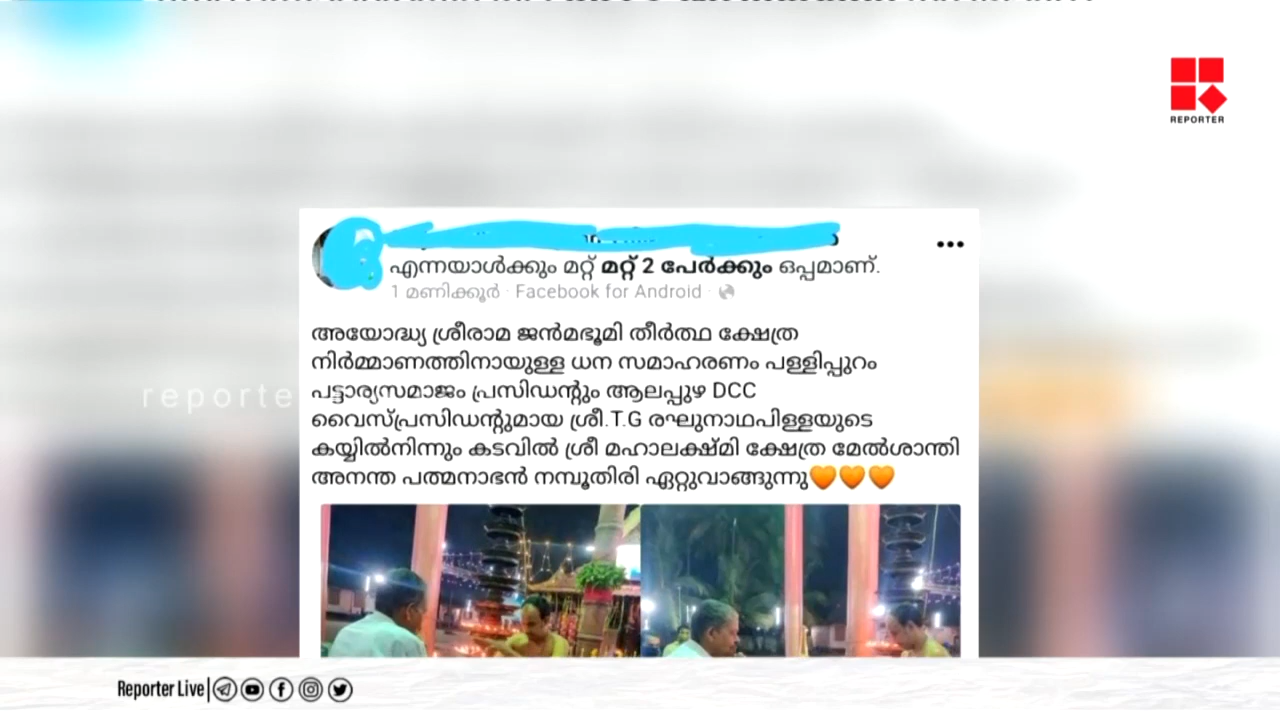 REPORTER
എന്നയാൾക്കും മറ്റ് മറ്റ് 2 പേർക്കും ഒപ്പമാണ്.
1 മണിക്കൂർ · Facebook for Android ·
അയോദ്ധ്യ ശ്രീരാമ ജൻമഭൂമി തീർത്ഥ ക്ഷേത്ര
നിർമ്മാണത്തിനായുള്ള ധന സമാഹരണം പള്ളിപ്പുറം
പട്ടാര്യസമാജം പ്രസിഡന്റും ആലപ്പുഴ DCC
വൈസ്പ്രസിഡന്റുമായ ശ്രീ.T.G രഘുനാഥപിള്ളയുടെ
കയ്യിൽനിന്നും കടവിൽ ശ്രീ മഹാലക്ഷ്മി ക്ഷേത്ര മേൽശാന്തി
അനന്ത പത്മനാഭൻ നമ്പൂതിരി ഏറ്റുവാങ്ങുന്നു🧡🧡🧡
reporte
Reporter Live